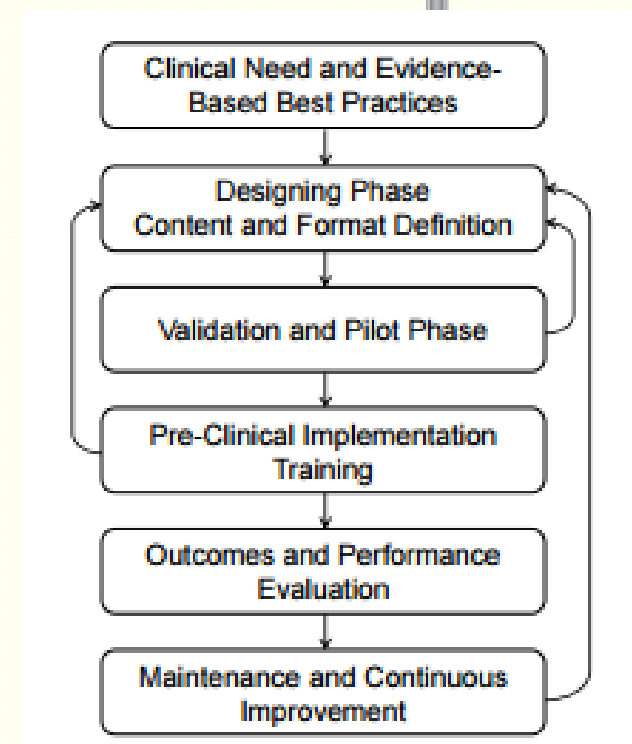 Clinical Need and Evidence-
Based Best Practices
Designing Phase
Content and Format Definition
Validation and Pilot Phase
Pre-Clinical Implementation
Training
Outcomes and Performance
Evaluation
Maintenance and Continuous
Improvement